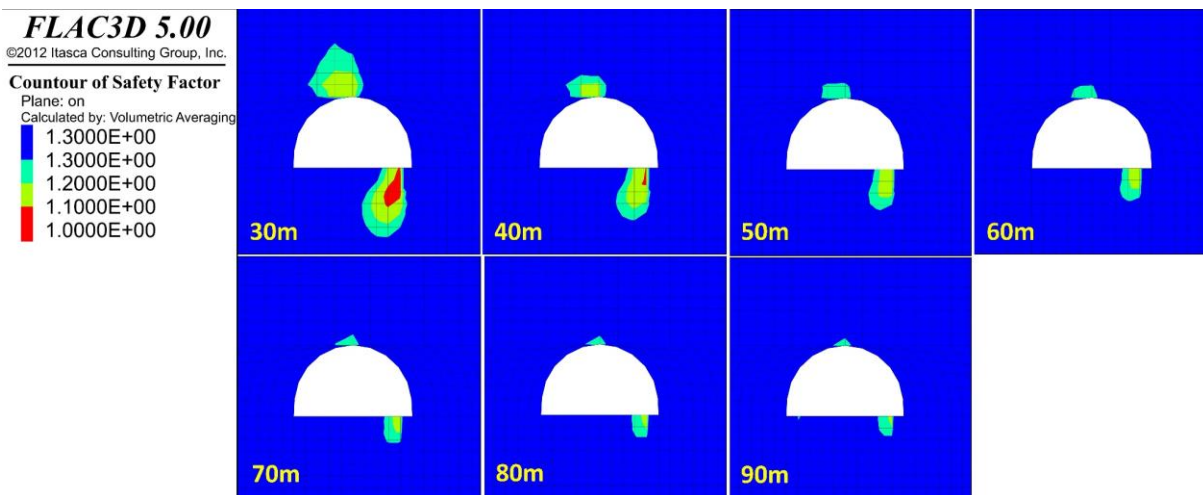 FLAC3D 5.00
©2012 Itasca Consulting Group, Inc.
Countour of Safety Factor
Plane: on
Calculated by: Volumetric Averaging
1.3000E+00
1.3000E+00
1.2000E+00
1.1000E+00
1.0000E+00
30m
40m
50m
60m
70m
80m
90m